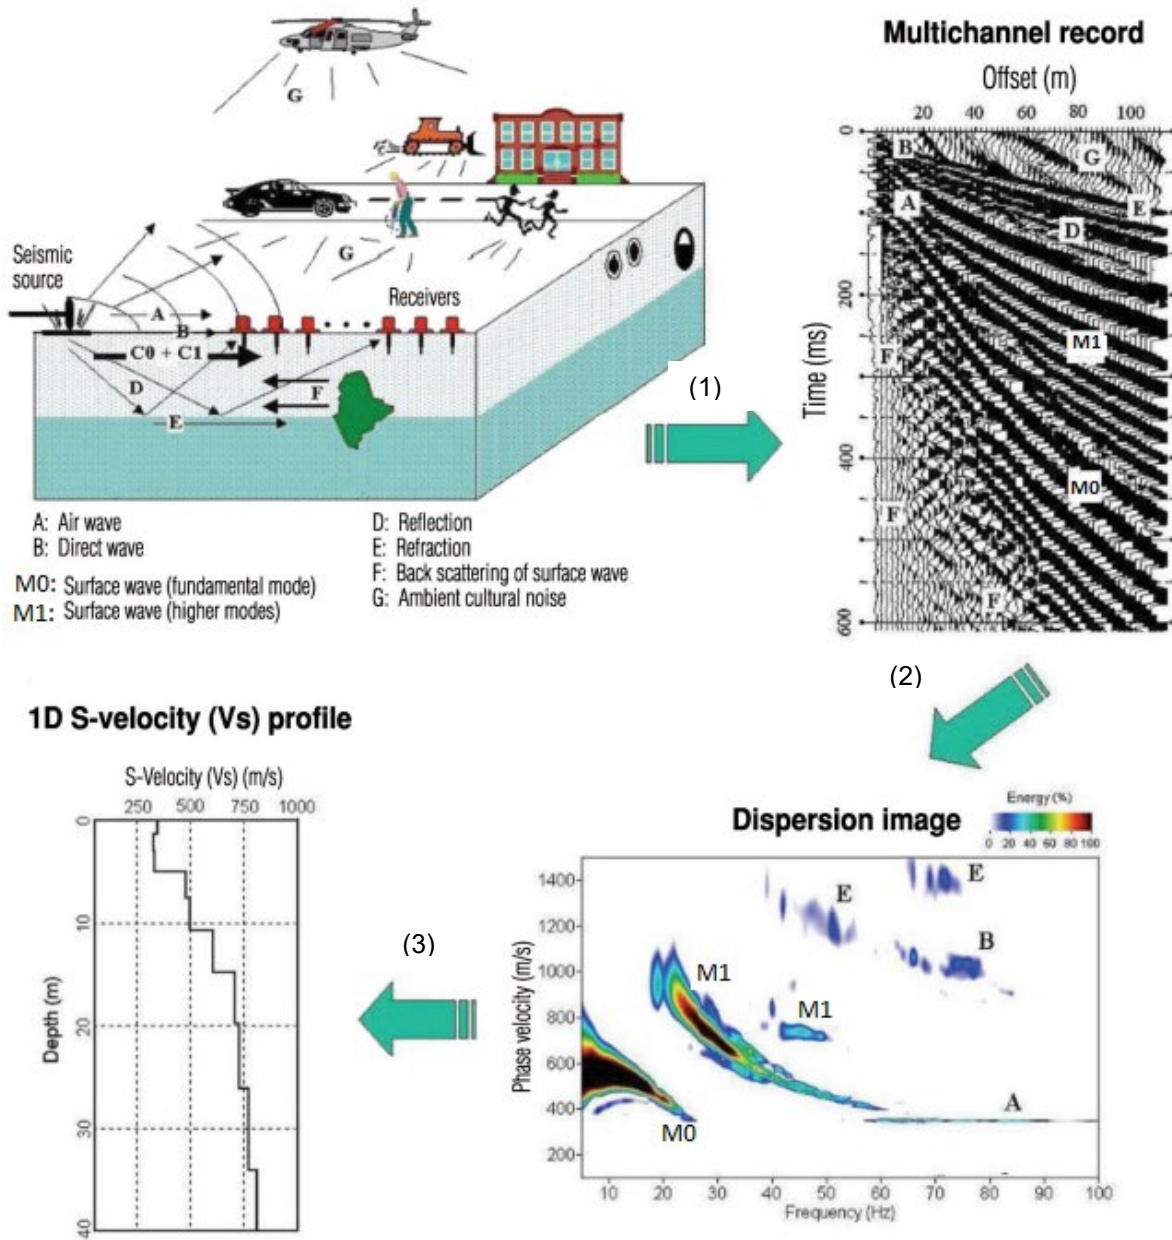 G
G
Seismic
source
Receivers
A
B
C0 + C1
D
F
E
A: Air wave
B: Direct wave
M0: Surface wave (fundamental mode)
M1: Surface wave (higher modes)
D: Reflection
E: Refraction
F: Back scattering of surface wave
G: Ambient cultural noise
(1)
Multichannel record
Offset (m)
20 40 60 80 100
Time (ms)
0
200
400
600
B
G
A
E
D
M1
F
M0
F
F
(2)
Dispersion image
Energy (%)
0 20 40 60 80 100
Phase velocity (m/s)
1400
1000
800
600
400
200
E
E
B
M1
M1
A
M0
10 20 30 40 50 60 70 80 90 100
Frequency (Hz)
(3)
1D S-velocity (Vs) profile
S-Velocity (Vs) (m/s)
250 500 750 1000
Depth (m)
0
10
20
30
40